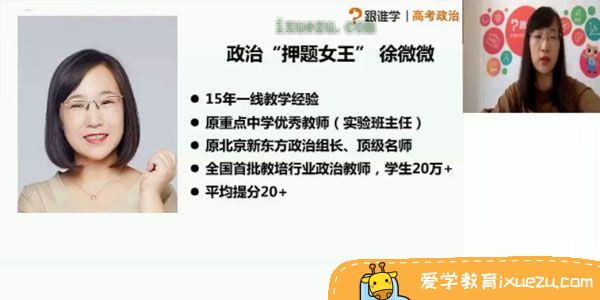 跟谁学 | 高考政治
ixuezu.com
政治“押题女王” 徐微微
● 15年一线教学经验
● 原重点中学优秀教师（实验班主任）
● 原北京新东方政治组长、顶级名师
● 全国首批教培行业政治教师，学生20万+
● 平均提分20+
爱学教育ixuezu.com